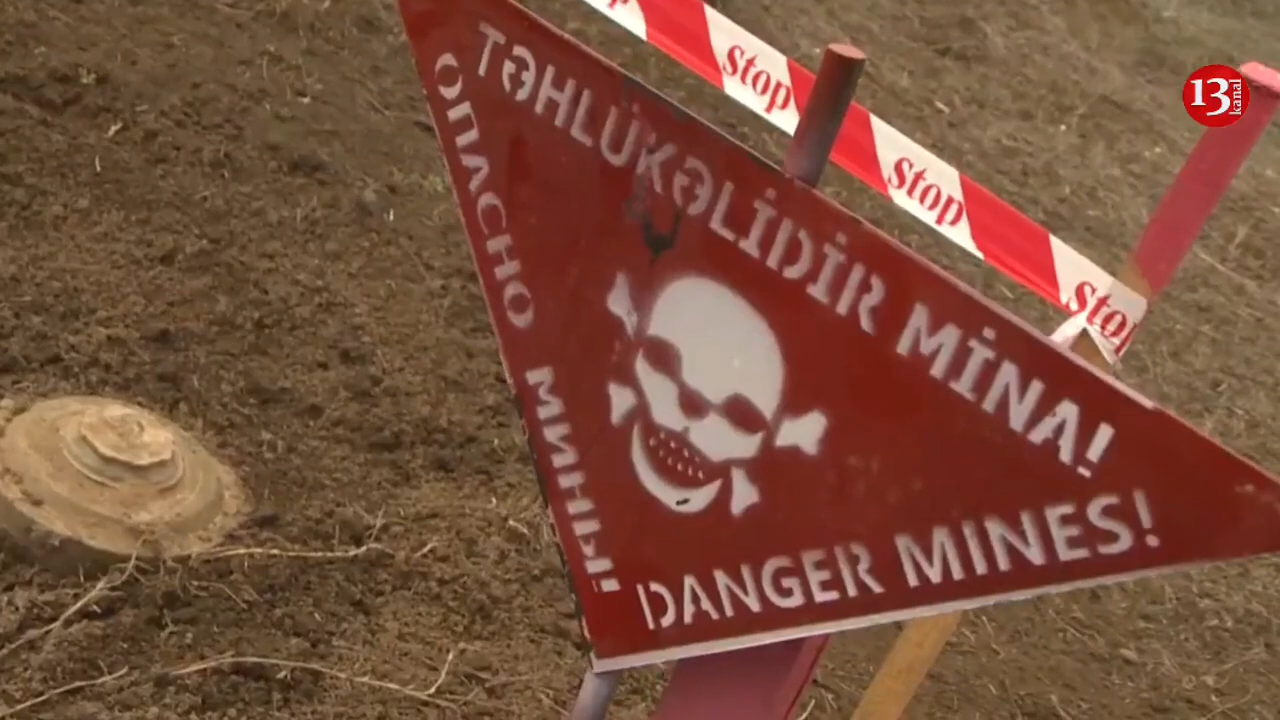 Stop
Stop
Stop
13 kanal
TƏHLÜKƏLİDİR MİNA!
ОПАСНО МИНЫ!
DANGER MINES!